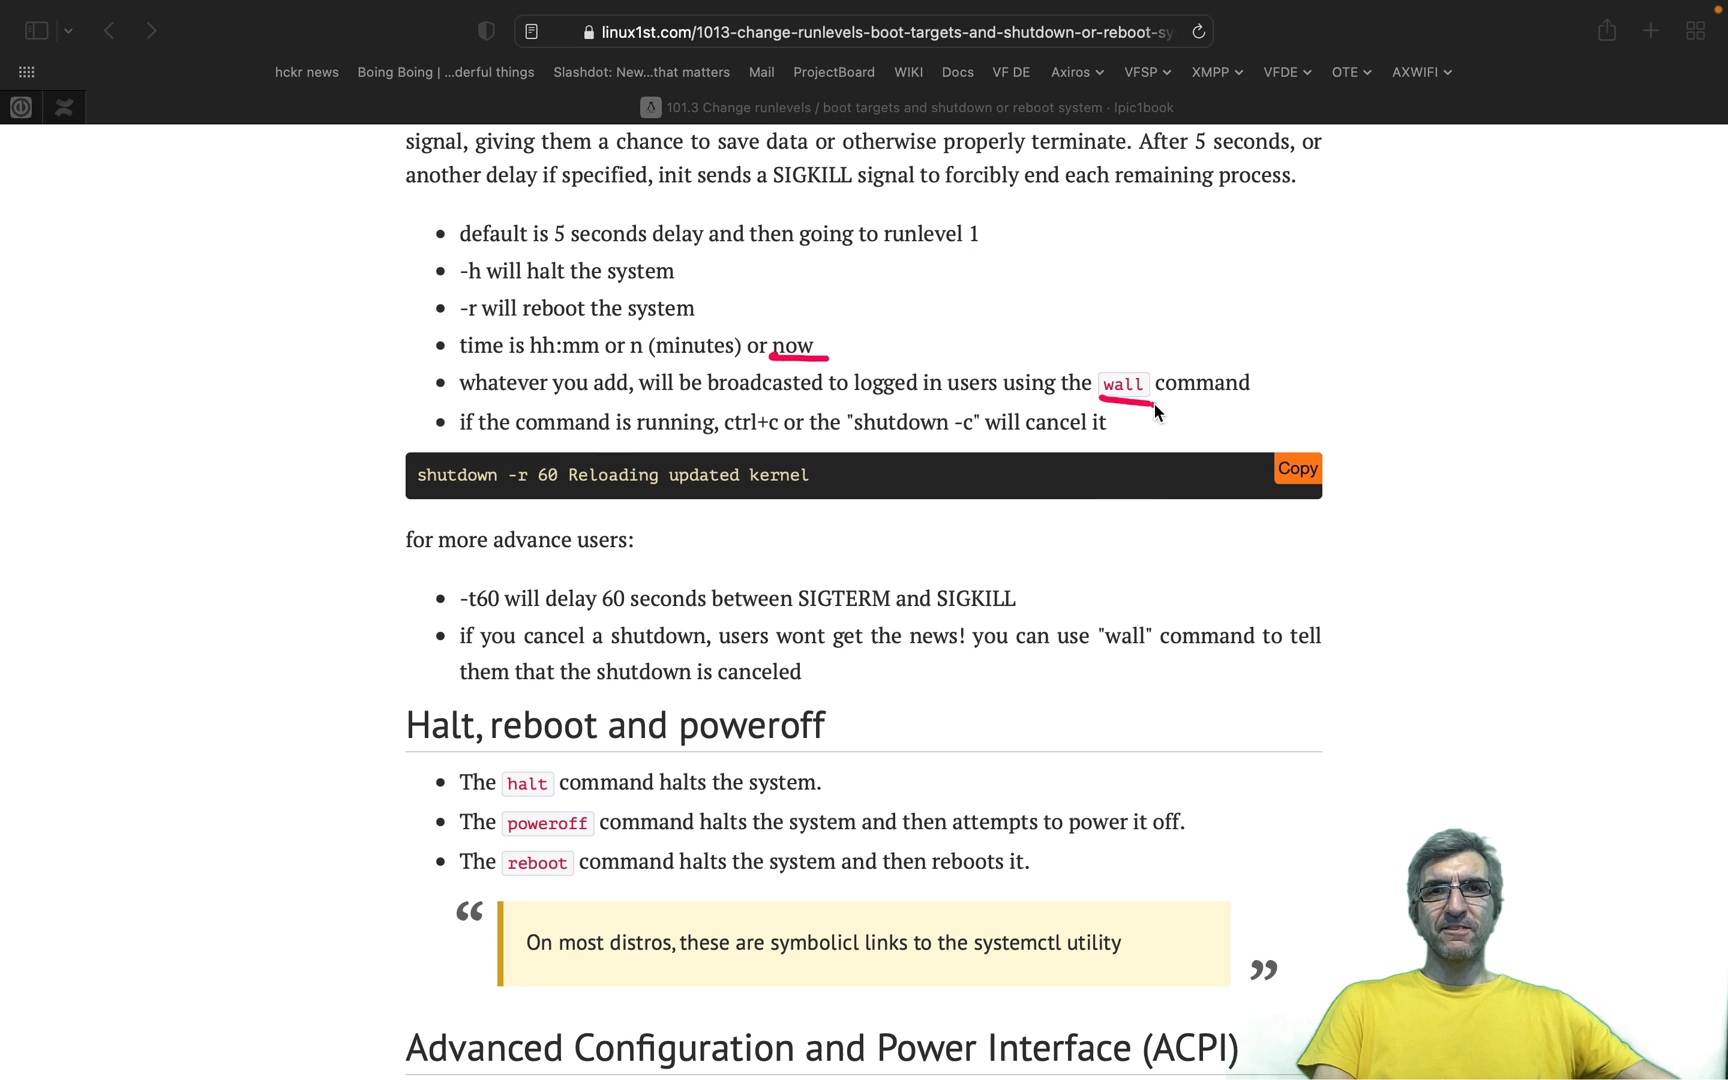 linux1st.com/1013-change-runlevels-boot-targets-and-shutdown-or-reboot-sy
hckr news Boing Boing | ...derful things Slashdot: New...that matters Mail ProjectBoard WIKI Docs VF DE Axiros VFSP XMPP VFDE OTE AXWIFI
101.3 Change runlevels / boot targets and shutdown or reboot system · lpic1book
signal, giving them a chance to save data or otherwise properly terminate. After 5 seconds, or
another delay if specified, init sends a SIGKILL signal to forcibly end each remaining process.
• default is 5 seconds delay and then going to runlevel 1
• -h will halt the system
• -r will reboot the system
• time is hh:mm or n (minutes) or now
• whatever you add, will be broadcasted to logged in users using the wall command
• if the command is running, ctrl+c or the "shutdown -c" will cancel it
shutdown -r 60 Reloading updated kernel
Copy
for more advance users:
• -t60 will delay 60 seconds between SIGTERM and SIGKILL
• if you cancel a shutdown, users wont get the news! you can use "wall" command to tell
them that the shutdown is canceled
Halt, reboot and poweroff
• The halt command halts the system.
• The poweroff command halts the system and then attempts to power it off.
• The reboot command halts the system and then reboots it.
“
On most distros, these are symbolicl links to the systemctl utility
”
Advanced Configuration and Power Interface (ACPI)